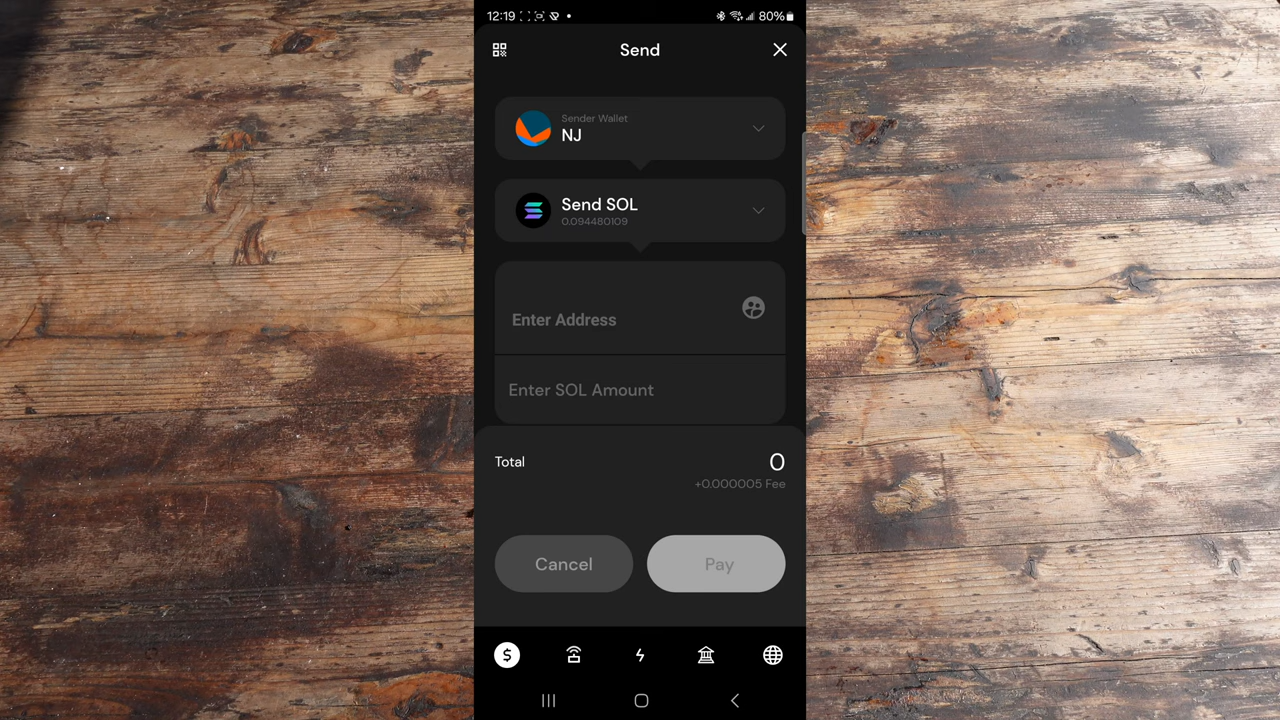 12:19
80%
Send
Sender Wallet
NJ
Send SOL
0.094480109
Enter Address
Enter SOL Amount
Total
0
+0.000005 Fee
Cancel
Pay